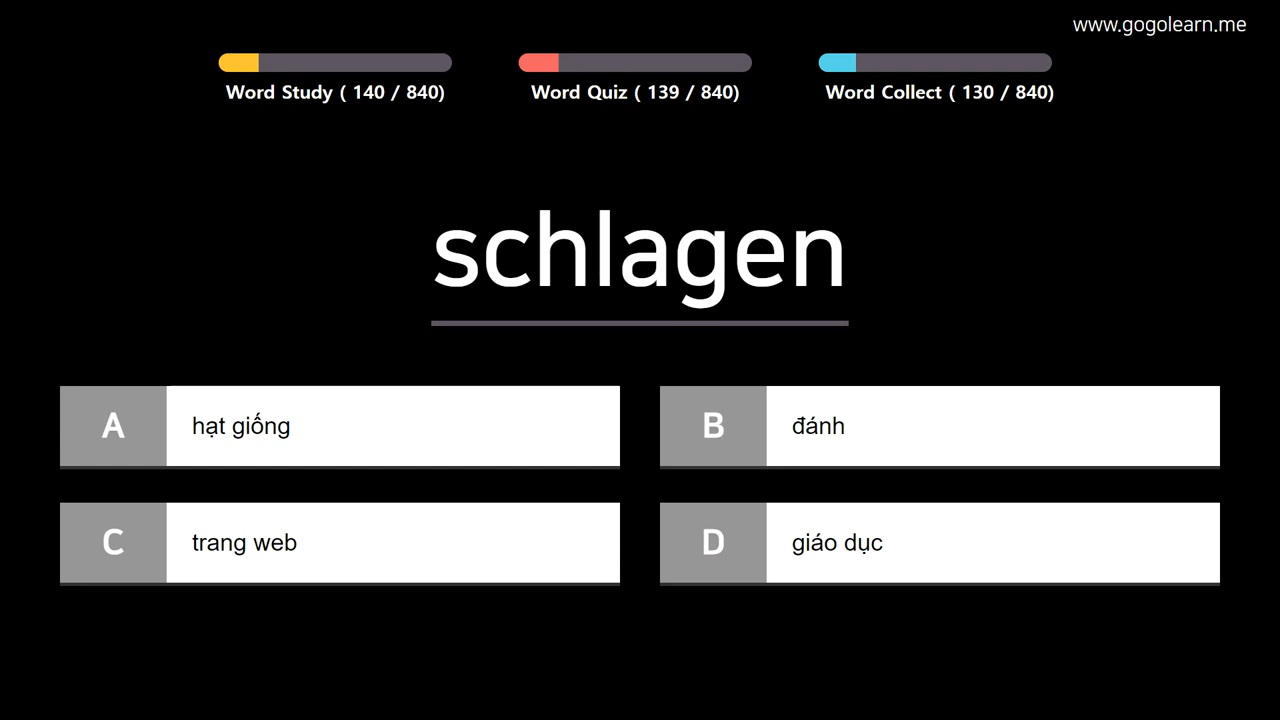 www.gogolearn.me
Word Study ( 140 / 840)
Word Quiz ( 139 / 840)
Word Collect ( 130 / 840)
schlagen
A hạt giống
B đánh
C trang web
D giáo dục